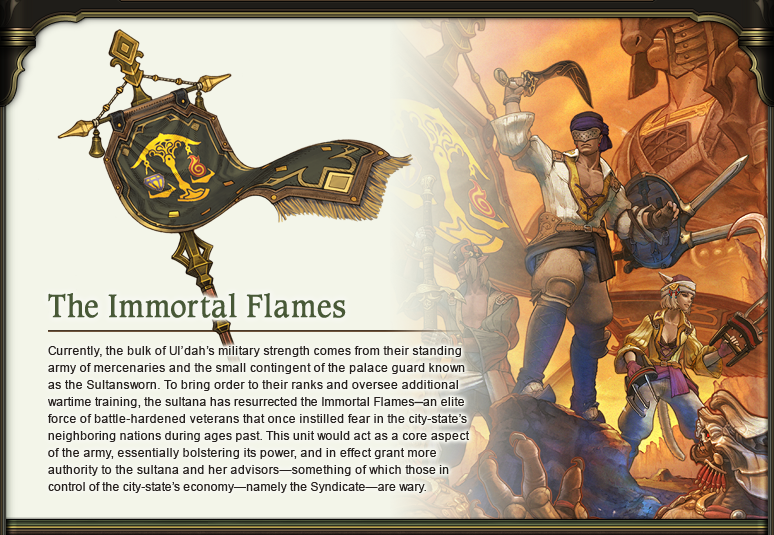 The Immortal Flames
Currently, the bulk of Ul'dah's military strength comes from their standing
army of mercenaries and the small contingent of the palace guard known
as the Sultansworn. To bring order to their ranks and oversee additional
wartime training, the sultana has resurrected the Immortal Flames—an elite
force of battle-hardened veterans that once instilled fear in the city-state's
neighboring nations during ages past. This unit would act as a core aspect
of the army, essentially bolstering its power, and in effect grant more
authority to the sultana and her advisors—something of which those in
control of the city-state's economy—namely the Syndicate—are wary.